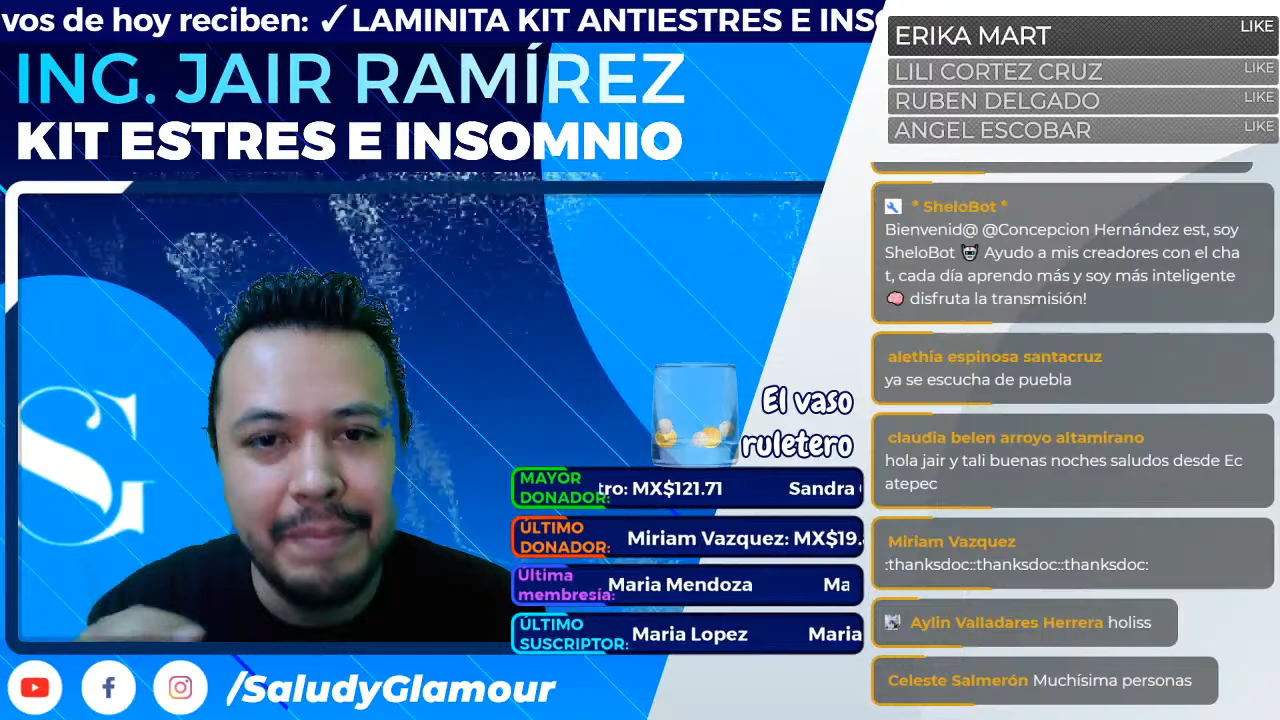 vos de hoy reciben: ✓LAMINITA KIT ANTIESTRES E INSO
ING. JAIR RAMÍREZ
KIT ESTRES E INSOMNIO
S
El vaso
ruletero
MAYOR
DONADOR:
tro: MX$121.71 Sandra
ÚLTIMO
DONADOR:
Miriam Vazquez: MX$19.
Última
membresía:
Maria Mendoza Ma
ÚLTIMO
SUSCRIPTOR:
Maria Lopez Maria
/SaludyGlamour
ERIKA MART LIKE
LILI CORTEZ CRUZ LIKE
RUBEN DELGADO LIKE
ANGEL ESCOBAR LIKE
* SheloBot *
Bienvenid@ @Concepcion Hernández est, soy
SheloBot Ayudo a mis creadores con el cha
t, cada día aprendo más y soy más inteligente
disfruta la transmisión!
alethia espinosa santacruz
ya se escucha de puebla
claudia belen arroyo altamirano
hola jair y tali buenas noches saludos desde Ec
atepec
Miriam Vazquez
:thanksdoc::thanksdoc::thanksdoc:
Aylin Valladares Herrera holiss
Celeste Salmerón Muchísima personas